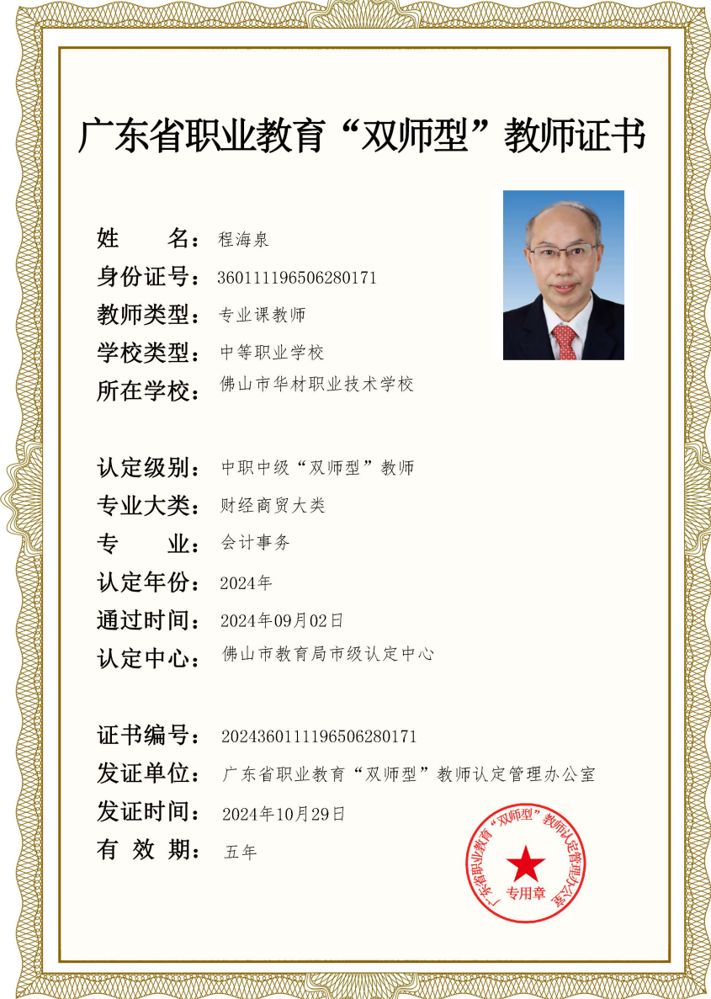 广东省职业教育“双师型”教师证书
姓 名：程海泉
身份证号：360111196506280171
教师类型：专业课教师
学校类型：中等职业学校
所在学校：佛山市华材职业技术学校
认定级别：中职中级“双师型”教师
专业大类：财经商贸大类
专 业：会计事务
认定年份：2024年
通过时间：2024年09月02日
认定中心：佛山市教育局市级认定中心
证书编号：2024360111196506280171
发证单位：广东省职业教育“双师型”教师认定管理办公室
发证时间：2024年10月29日
有 效 期：五年
广东省职业教育“双师型”教师认定管理办公室
专用章